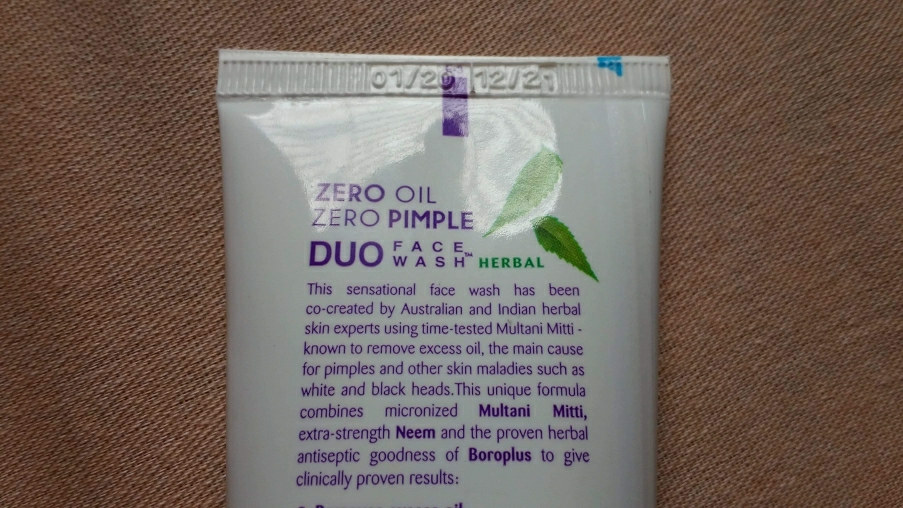 01/20 12/21
ZERO OIL
ZERO PIMPLE
DUO FACE WASH™ HERBAL
This sensational face wash has been
co-created by Australian and Indian herbal
skin experts using time-tested Multani Mitti -
known to remove excess oil, the main cause
for pimples and other skin maladies such as
white and black heads.This unique formula
combines micronized Multani Mitti,
extra-strength Neem and the proven herbal
antiseptic goodness of Boroplus to give
clinically proven results: